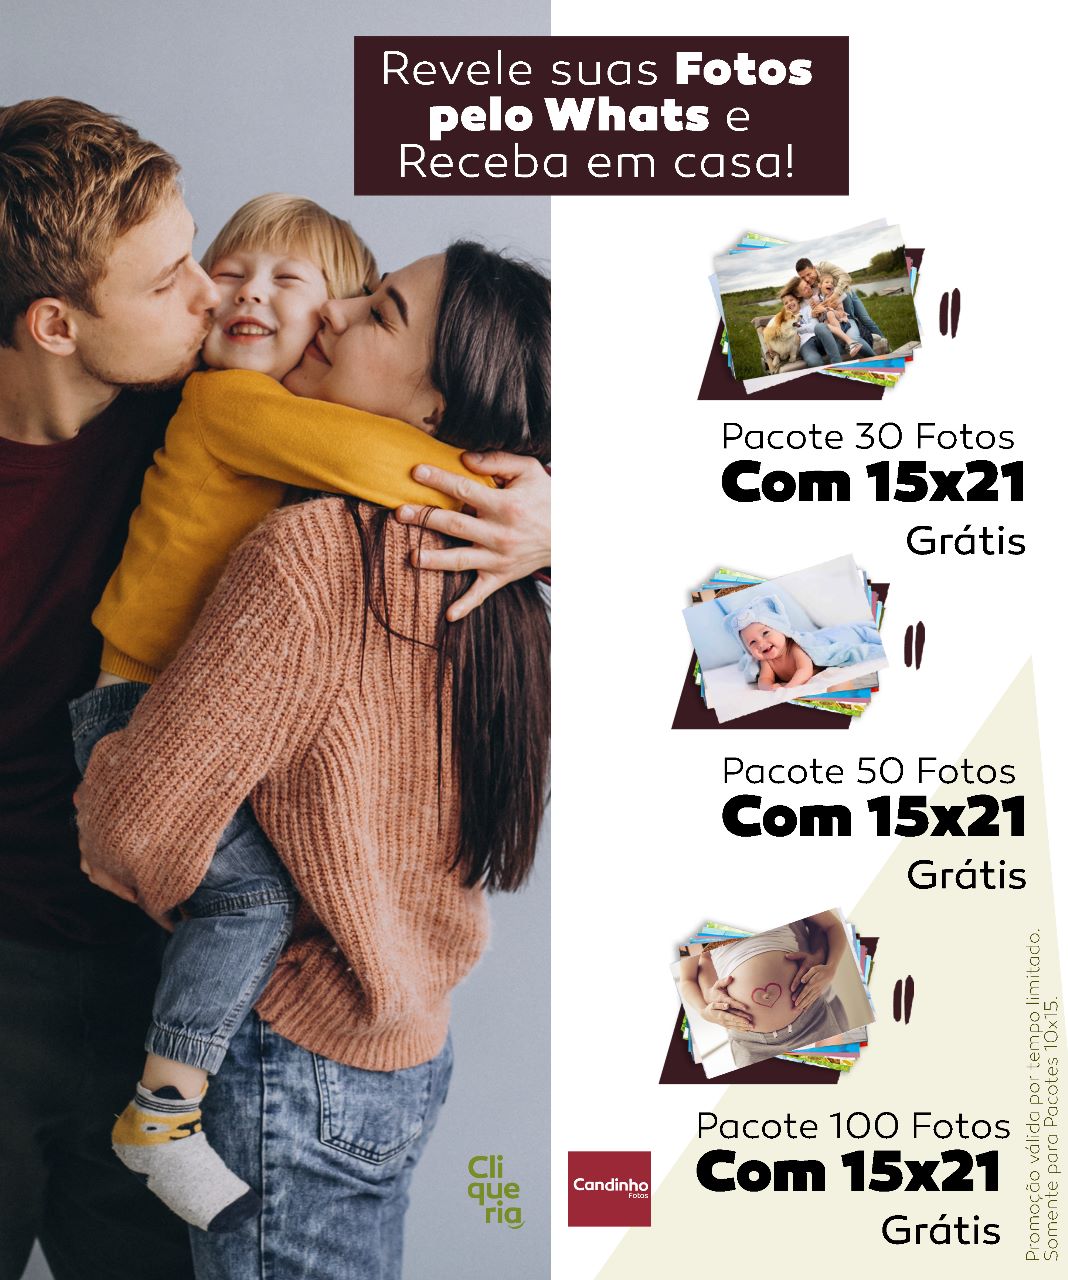 Revele suas Fotos
pelo Whats e
Receba em casa!
Pacote 30 Fotos
Com 15x21
Grátis
Pacote 50 Fotos
Com 15x21
Grátis
Pacote 100 Fotos
Com 15x21
Grátis
Promoção válida por tempo limitado.
Somente para Pacotes 10x15.
Cli
que
ria
Candinho
Fotos